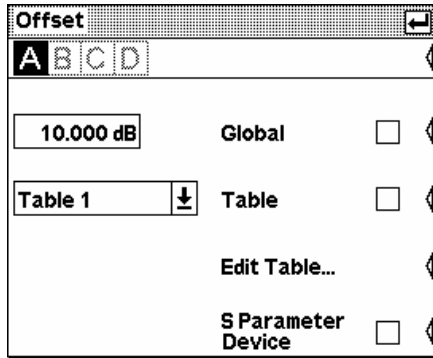 Offset
A B C D
10.000 dB Global
Table 1 Table
Edit Table...
S Parameter
Device